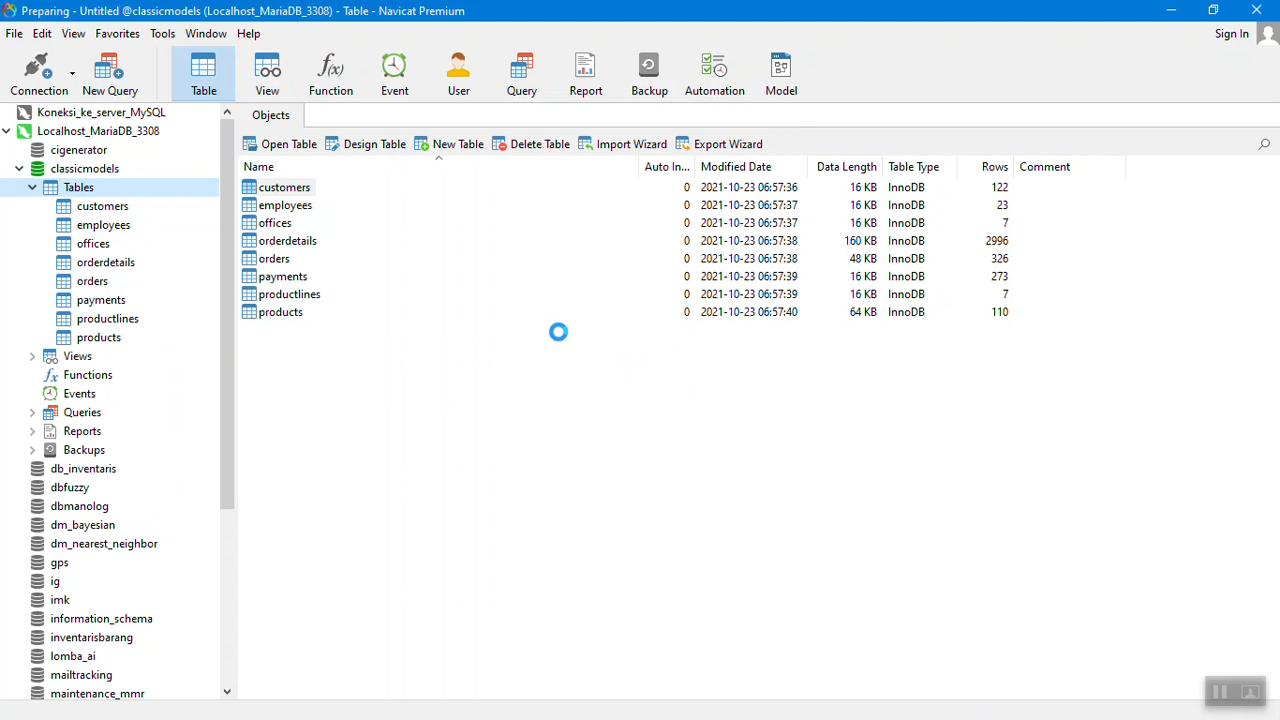 Preparing - Untitled @classicmodels (Localhost_MariaDB_3308) - Table - Navicat Premium
File Edit View Favorites Tools Window Help Sign In
Connection New Query Table View Function Event User Query Report Backup Automation Model
f(x)
Koneksi_ke_server_MySQL
Localhost_MariaDB_3308
cigenerator
classicmodels
Tables
customers
employees
offices
orderdetails
orders
payments
productlines
products
Views
fx Functions
Events
Queries
Reports
Backups
db_inventaris
dbfuzzy
dbmanolog
dm_bayesian
dm_nearest_neighbor
gps
ig
imk
information_schema
inventarisbarang
lomba_ai
mailtracking
maintenance_mmr
Objects
Open Table Design Table New Table Delete Table Import Wizard Export Wizard
Name Auto In... Modified Date Data Length Table Type Rows Comment
customers 0 2021-10-23 06:57:36 16 KB InnoDB 122
employees 0 2021-10-23 06:57:37 16 KB InnoDB 23
offices 0 2021-10-23 06:57:37 16 KB InnoDB 7
orderdetails 0 2021-10-23 06:57:38 160 KB InnoDB 2996
orders 0 2021-10-23 06:57:38 48 KB InnoDB 326
payments 0 2021-10-23 06:57:39 16 KB InnoDB 273
productlines 0 2021-10-23 06:57:39 16 KB InnoDB 7
products 0 2021-10-23 06:57:40 64 KB InnoDB 110